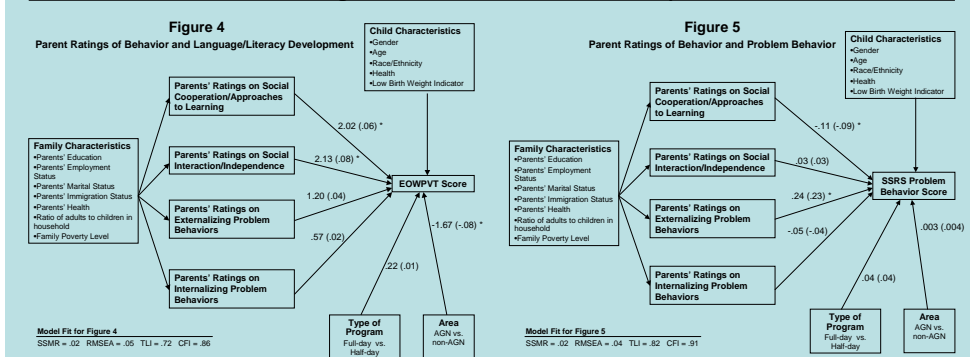 Figure 4
Parent Ratings of Behavior and Language/Literacy Development
Child Characteristics
•Gender
•Age
•Race/Ethnicity
•Health
•Low Birth Weight Indicator
Parents' Ratings on Social
Cooperation/Approaches
to Learning
2.02 (.06) *
Family Characteristics
•Parents' Education
•Parents' Employment
Status
•Parents' Marital Status
•Parents' Immigration Status
•Parents' Health
•Ratio of adults to children in
household
•Family Poverty Level
Parents' Ratings on Social
Interaction/Independence
2.13 (.08) *
EOWPVT Score
1.20 (.04)
Parents' Ratings on
Externalizing Problem
Behaviors
.57 (.02)
-1.67 (-.08) *
.22 (.01)
Parents' Ratings on
Internalizing Problem
Behaviors
Type of
Program
Full-day vs.
Half-day
Area
AGN vs.
non-AGN
Model Fit for Figure 4
SSMR = .02 RMSEA = .05 TLI = .72 CFI = .86
Figure 5
Parent Ratings of Behavior and Problem Behavior
Child Characteristics
•Gender
•Age
•Race/Ethnicity
•Health
•Low Birth Weight Indicator
Parents' Ratings on Social
Cooperation/Approaches
to Learning
-.11 (-.09) *
Family Characteristics
•Parents' Education
•Parents' Employment
Status
•Parents' Marital Status
•Parents' Immigration Status
•Parents' Health
•Ratio of adults to children in
household
•Family Poverty Level
Parents' Ratings on Social
Interaction/Independence
.03 (.03)
SSRS Problem
Behavior Score
.24 (.23) *
Parents' Ratings on
Externalizing Problem
Behaviors
-.05 (-.04)
.003 (.004)
.04 (.04)
Parents' Ratings on
Internalizing Problem
Behaviors
Type of
Program
Full-day vs.
Half-day
Area
AGN vs.
non-AGN
Model Fit for Figure 5
SSMR = .02 RMSEA = .04 TLI = .82 CFI = .91